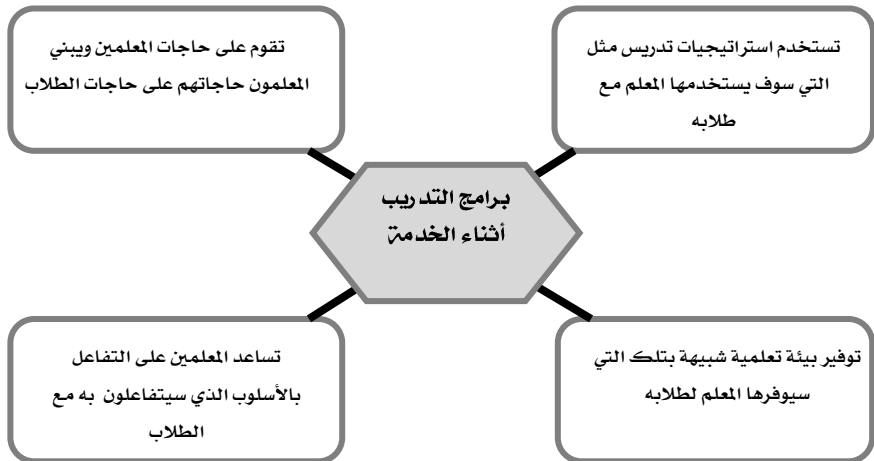 تستخدم استراتيجيات تدريس مثل
التي سوف يستخدمها المعلم مع
طلابه
تقوم على حاجات المعلمين ويبني
المعلمون حاجاتهم على حاجات الطلاب
برامج التدريب
أثناء الخدمة
توفير بيئة تعلمية شبيهة بتلك التي
سيوفرها المعلم لطلابه
تساعد المعلمين على التفاعل
بالأسلوب الذي سيتفاعلون به مع
الطلاب